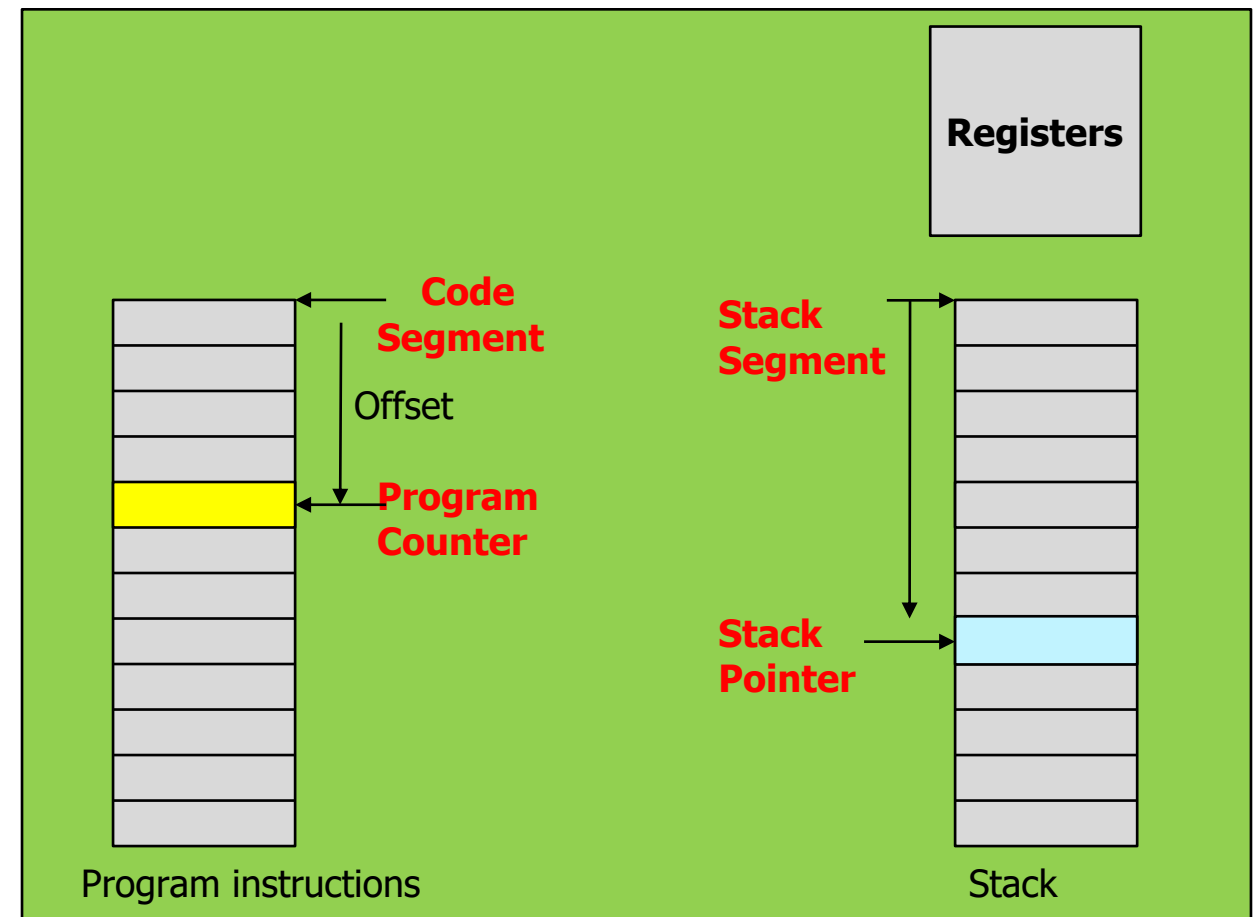 Registers
Code
Segment
Offset
Program
Counter
Stack
Segment
Stack
Pointer
Program instructions
Stack